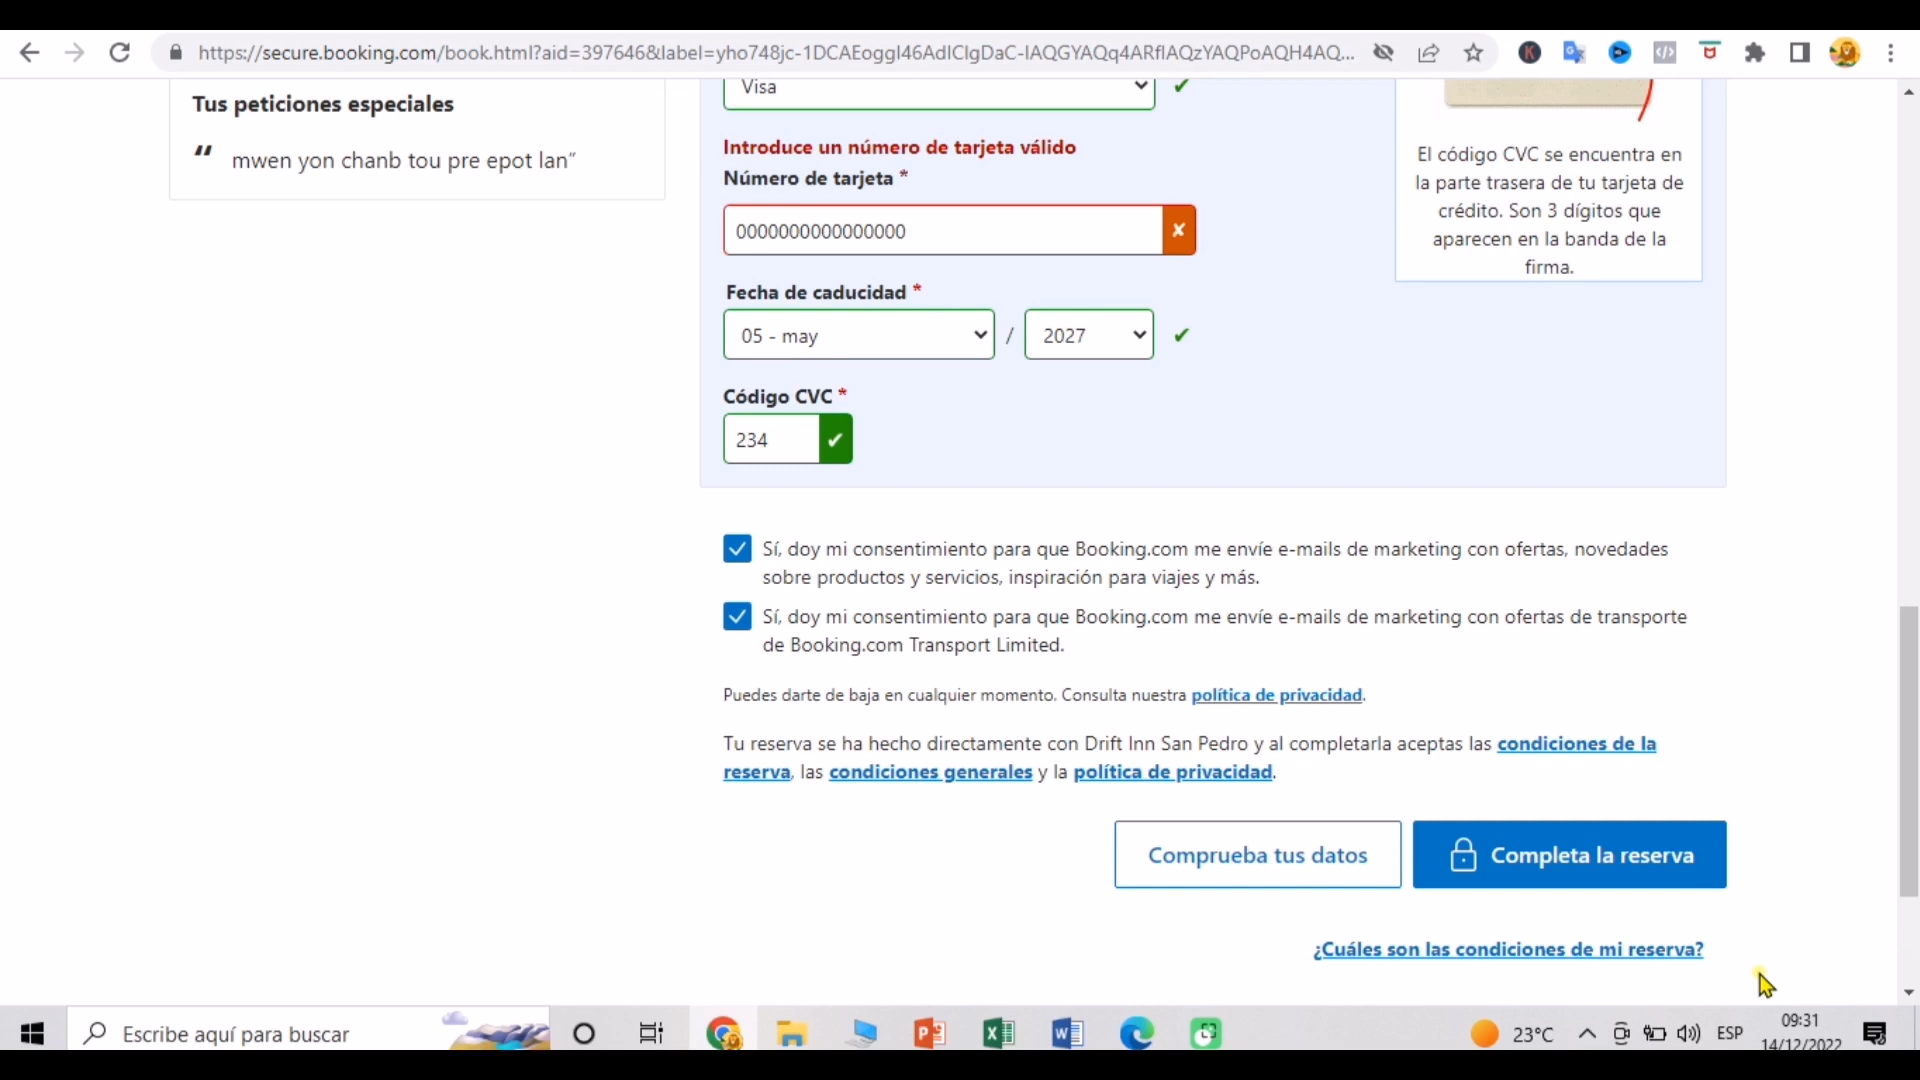 https://secure.booking.com/book.html?aid=397646&label=yho748jc-1DCAEoggI46AdICIgDaC-IAQGYAQq4ARfIAQzYAQPoAQH4AQ...
Tus peticiones especiales
“ mwen yon chanb tou pre epot lan”
Visa
Introduce un número de tarjeta válido
Número de tarjeta *
0000000000000000
Fecha de caducidad *
05 - may / 2027
Código CVC *
234
El código CVC se encuentra en
la parte trasera de tu tarjeta de
crédito. Son 3 dígitos que
aparecen en la banda de la
firma.
Sí, doy mi consentimiento para que Booking.com me envíe e-mails de marketing con ofertas, novedades
sobre productos y servicios, inspiración para viajes y más.
Sí, doy mi consentimiento para que Booking.com me envíe e-mails de marketing con ofertas de transporte
de Booking.com Transport Limited.
Puedes darte de baja en cualquier momento. Consulta nuestra política de privacidad.
Tu reserva se ha hecho directamente con Drift Inn San Pedro y al completarla aceptas las condiciones de la
reserva, las condiciones generales y la política de privacidad.
Comprueba tus datos
Completa la reserva
¿Cuáles son las condiciones de mi reserva?
Escribe aquí para buscar
23°C
ESP
09:31
14/12/2022